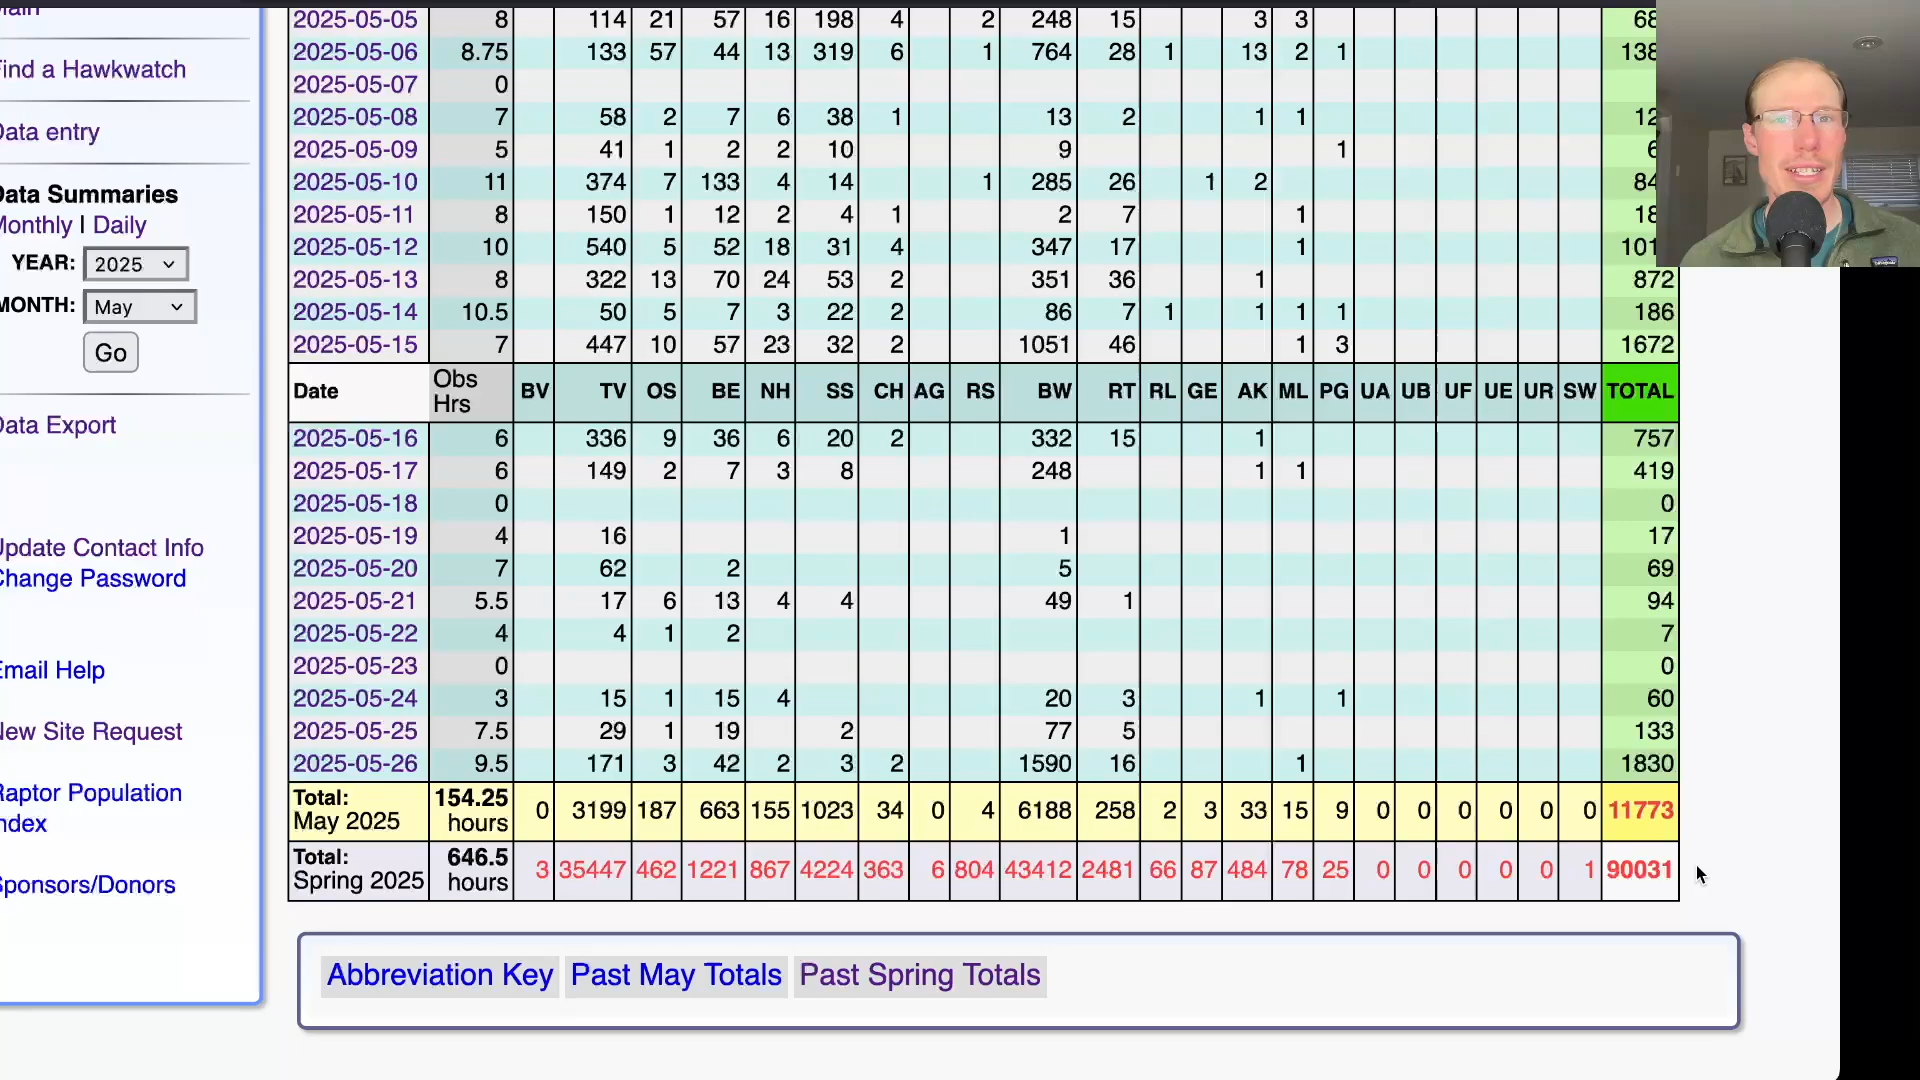 Find a Hawkwatch
Data entry
Data Summaries
Monthly | Daily
YEAR: 2025
MONTH: May
Go
Data Export
Update Contact Info
Change Password
Email Help
New Site Request
Raptor Population
Index
Sponsors/Donors
2025-05-05 8 114 21 57 16 198 4 2 248 15 3 3 68
2025-05-06 8.75 133 57 44 13 319 6 1 764 28 1 13 2 1 138
2025-05-07 0
2025-05-08 7 58 2 7 6 38 1 13 2 1 1 12
2025-05-09 5 41 1 2 2 10 9 1 6
2025-05-10 11 374 7 133 4 14 1 285 26 1 2 84
2025-05-11 8 150 1 12 2 4 1 2 7 1 18
2025-05-12 10 540 5 52 18 31 4 347 17 1 101
2025-05-13 8 322 13 70 24 53 2 351 36 1 872
2025-05-14 10.5 50 5 7 3 22 2 86 7 1 1 1 1 186
2025-05-15 7 447 10 57 23 32 2 1051 46 1 3 1672
Date Obs Hrs BV TV OS BE NH SS CH AG RS BW RT RL GE AK ML PG UA UB UF UE UR SW TOTAL
2025-05-16 6 336 9 36 6 20 2 332 15 1 757
2025-05-17 6 149 2 7 3 8 248 1 1 419
2025-05-18 0 0
2025-05-19 4 16 1 17
2025-05-20 7 62 2 5 69
2025-05-21 5.5 17 6 13 4 4 49 1 94
2025-05-22 4 4 1 2 7
2025-05-23 0 0
2025-05-24 3 15 1 15 4 20 3 1 1 60
2025-05-25 7.5 29 1 19 2 77 5 133
2025-05-26 9.5 171 3 42 2 3 2 1590 16 1 1830
Total: May 2025 154.25 hours 0 3199 187 663 155 1023 34 0 4 6188 258 2 3 33 15 9 0 0 0 0 0 0 11773
Total: Spring 2025 646.5 hours 3 35447 462 1221 867 4224 363 6 804 43412 2481 66 87 484 78 25 0 0 0 0 0 1 90031
Abbreviation Key Past May Totals Past Spring Totals